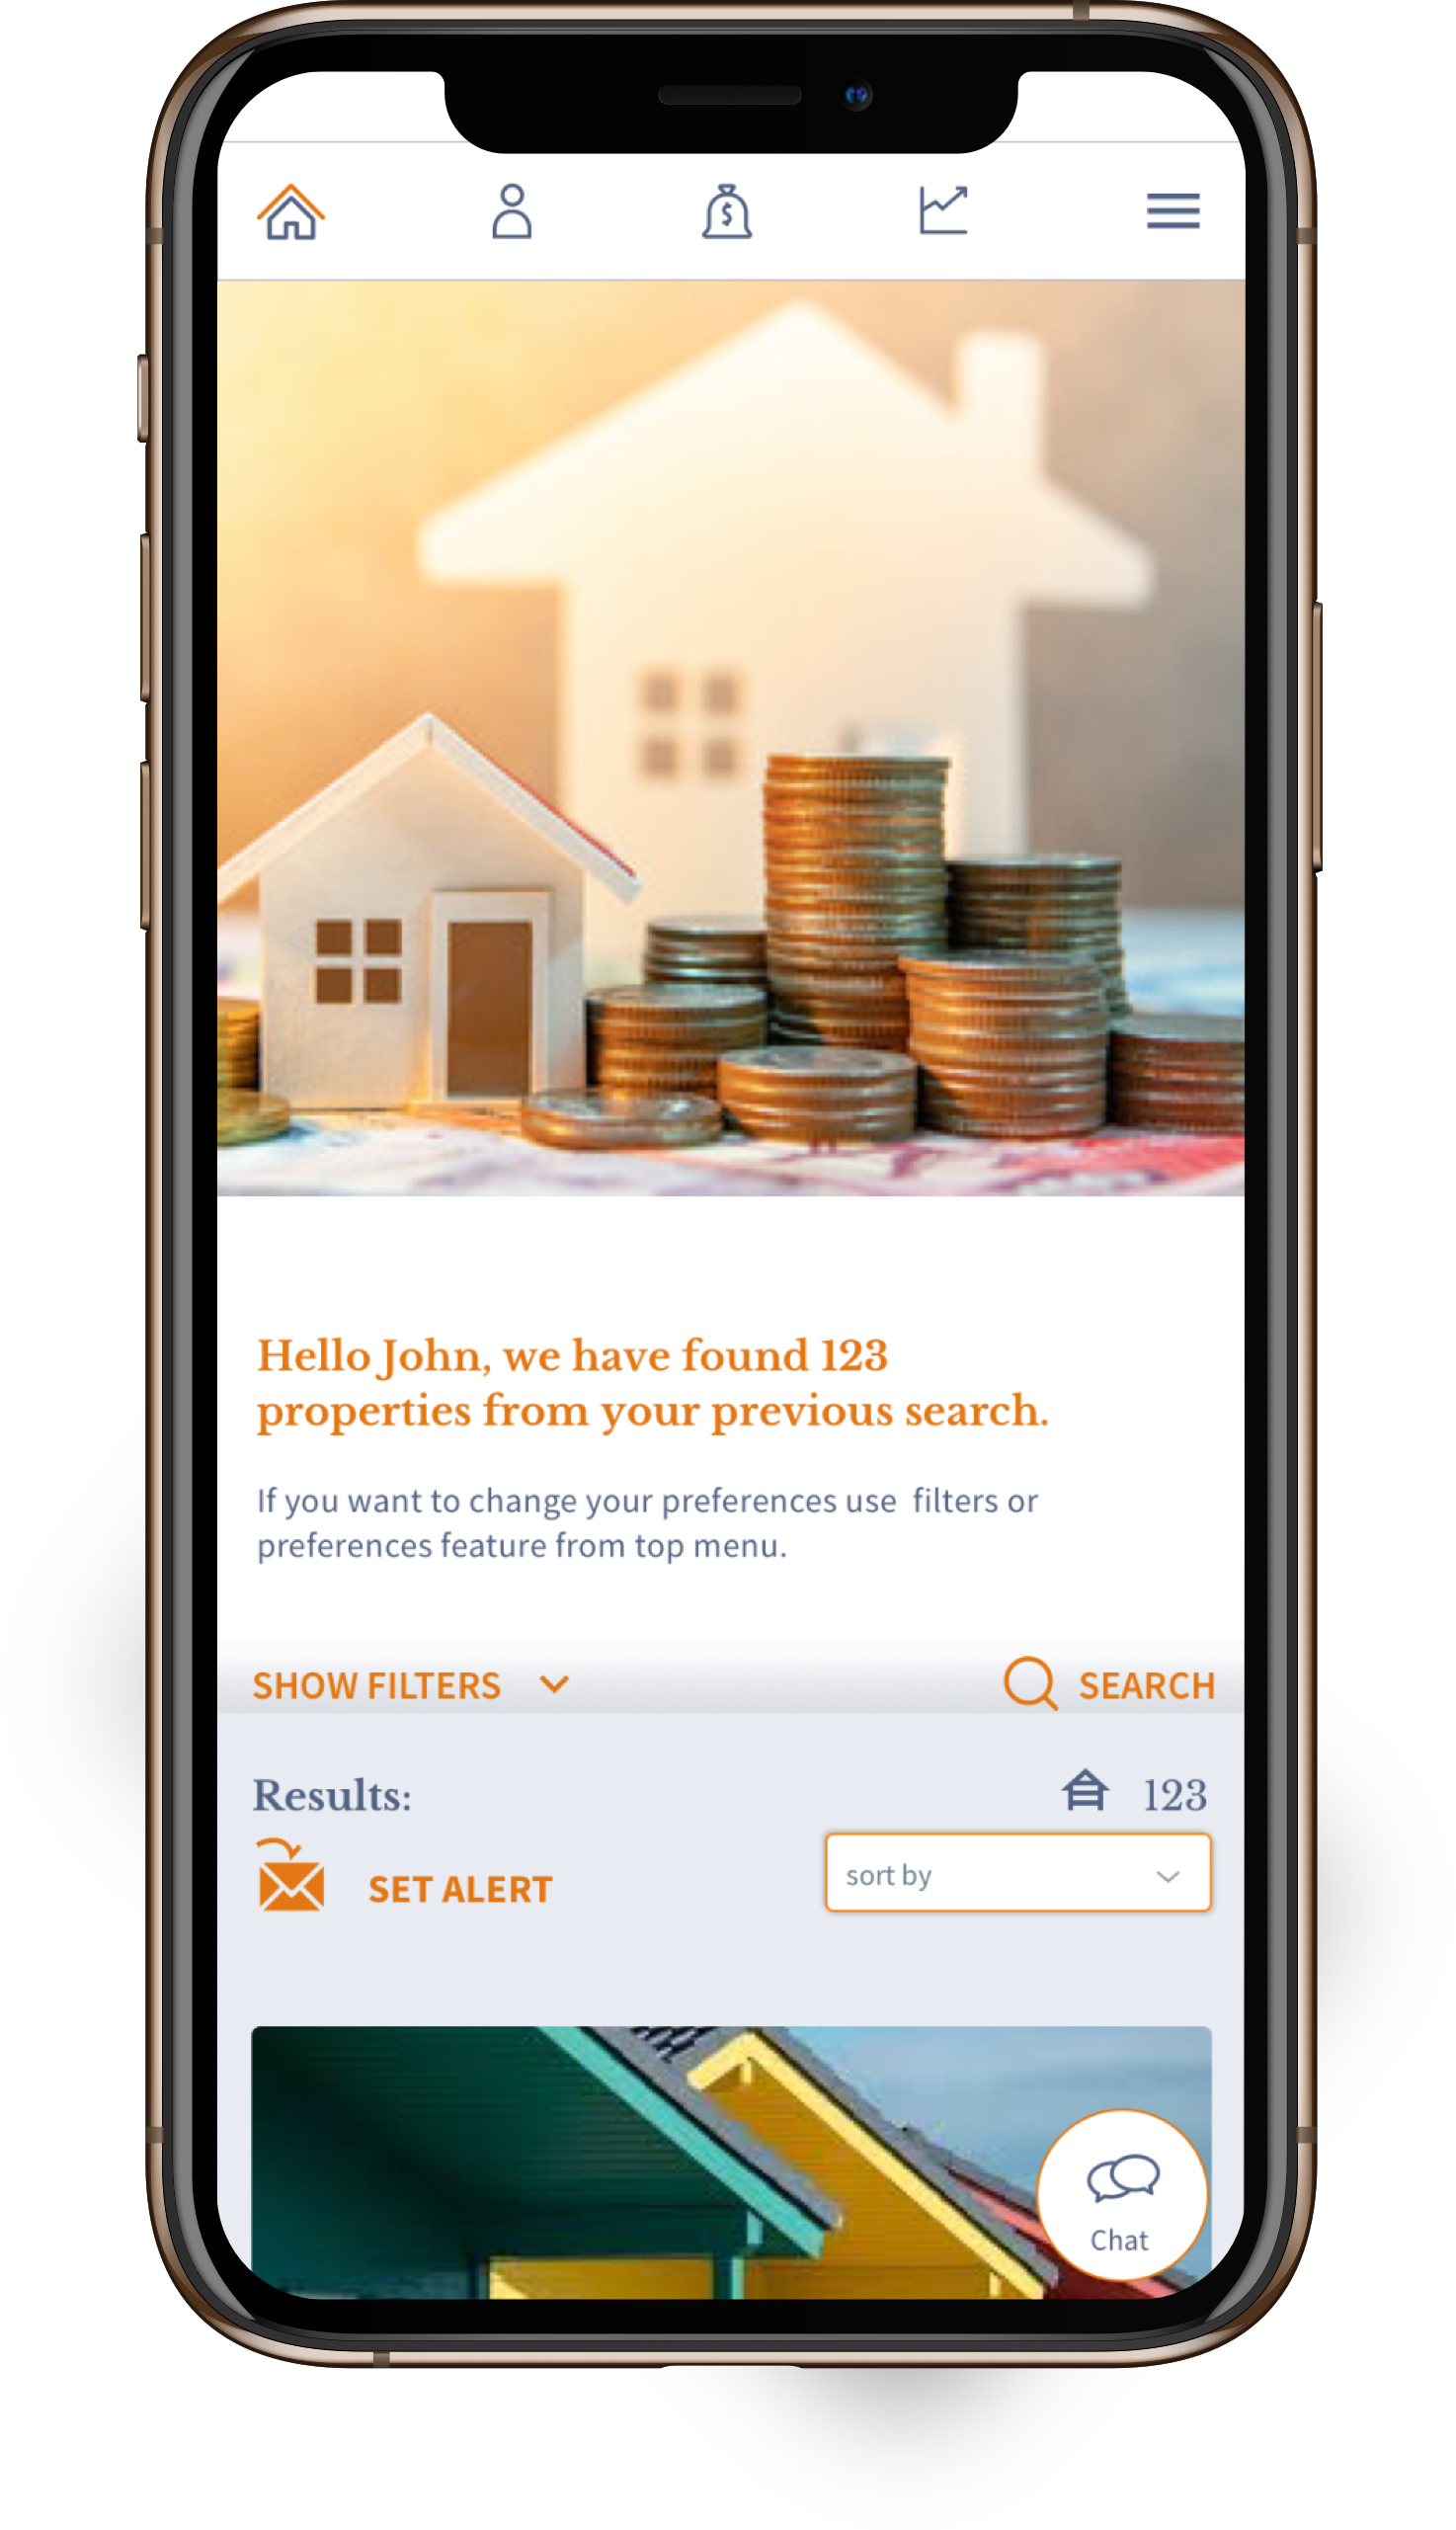 Hello John, we have found 123
properties from your previous search.
If you want to change your preferences use  filters or
preferences feature from top menu.
SHOW FILTERS
SEARCH
Results:
123
SET ALERT
sort by
Chat